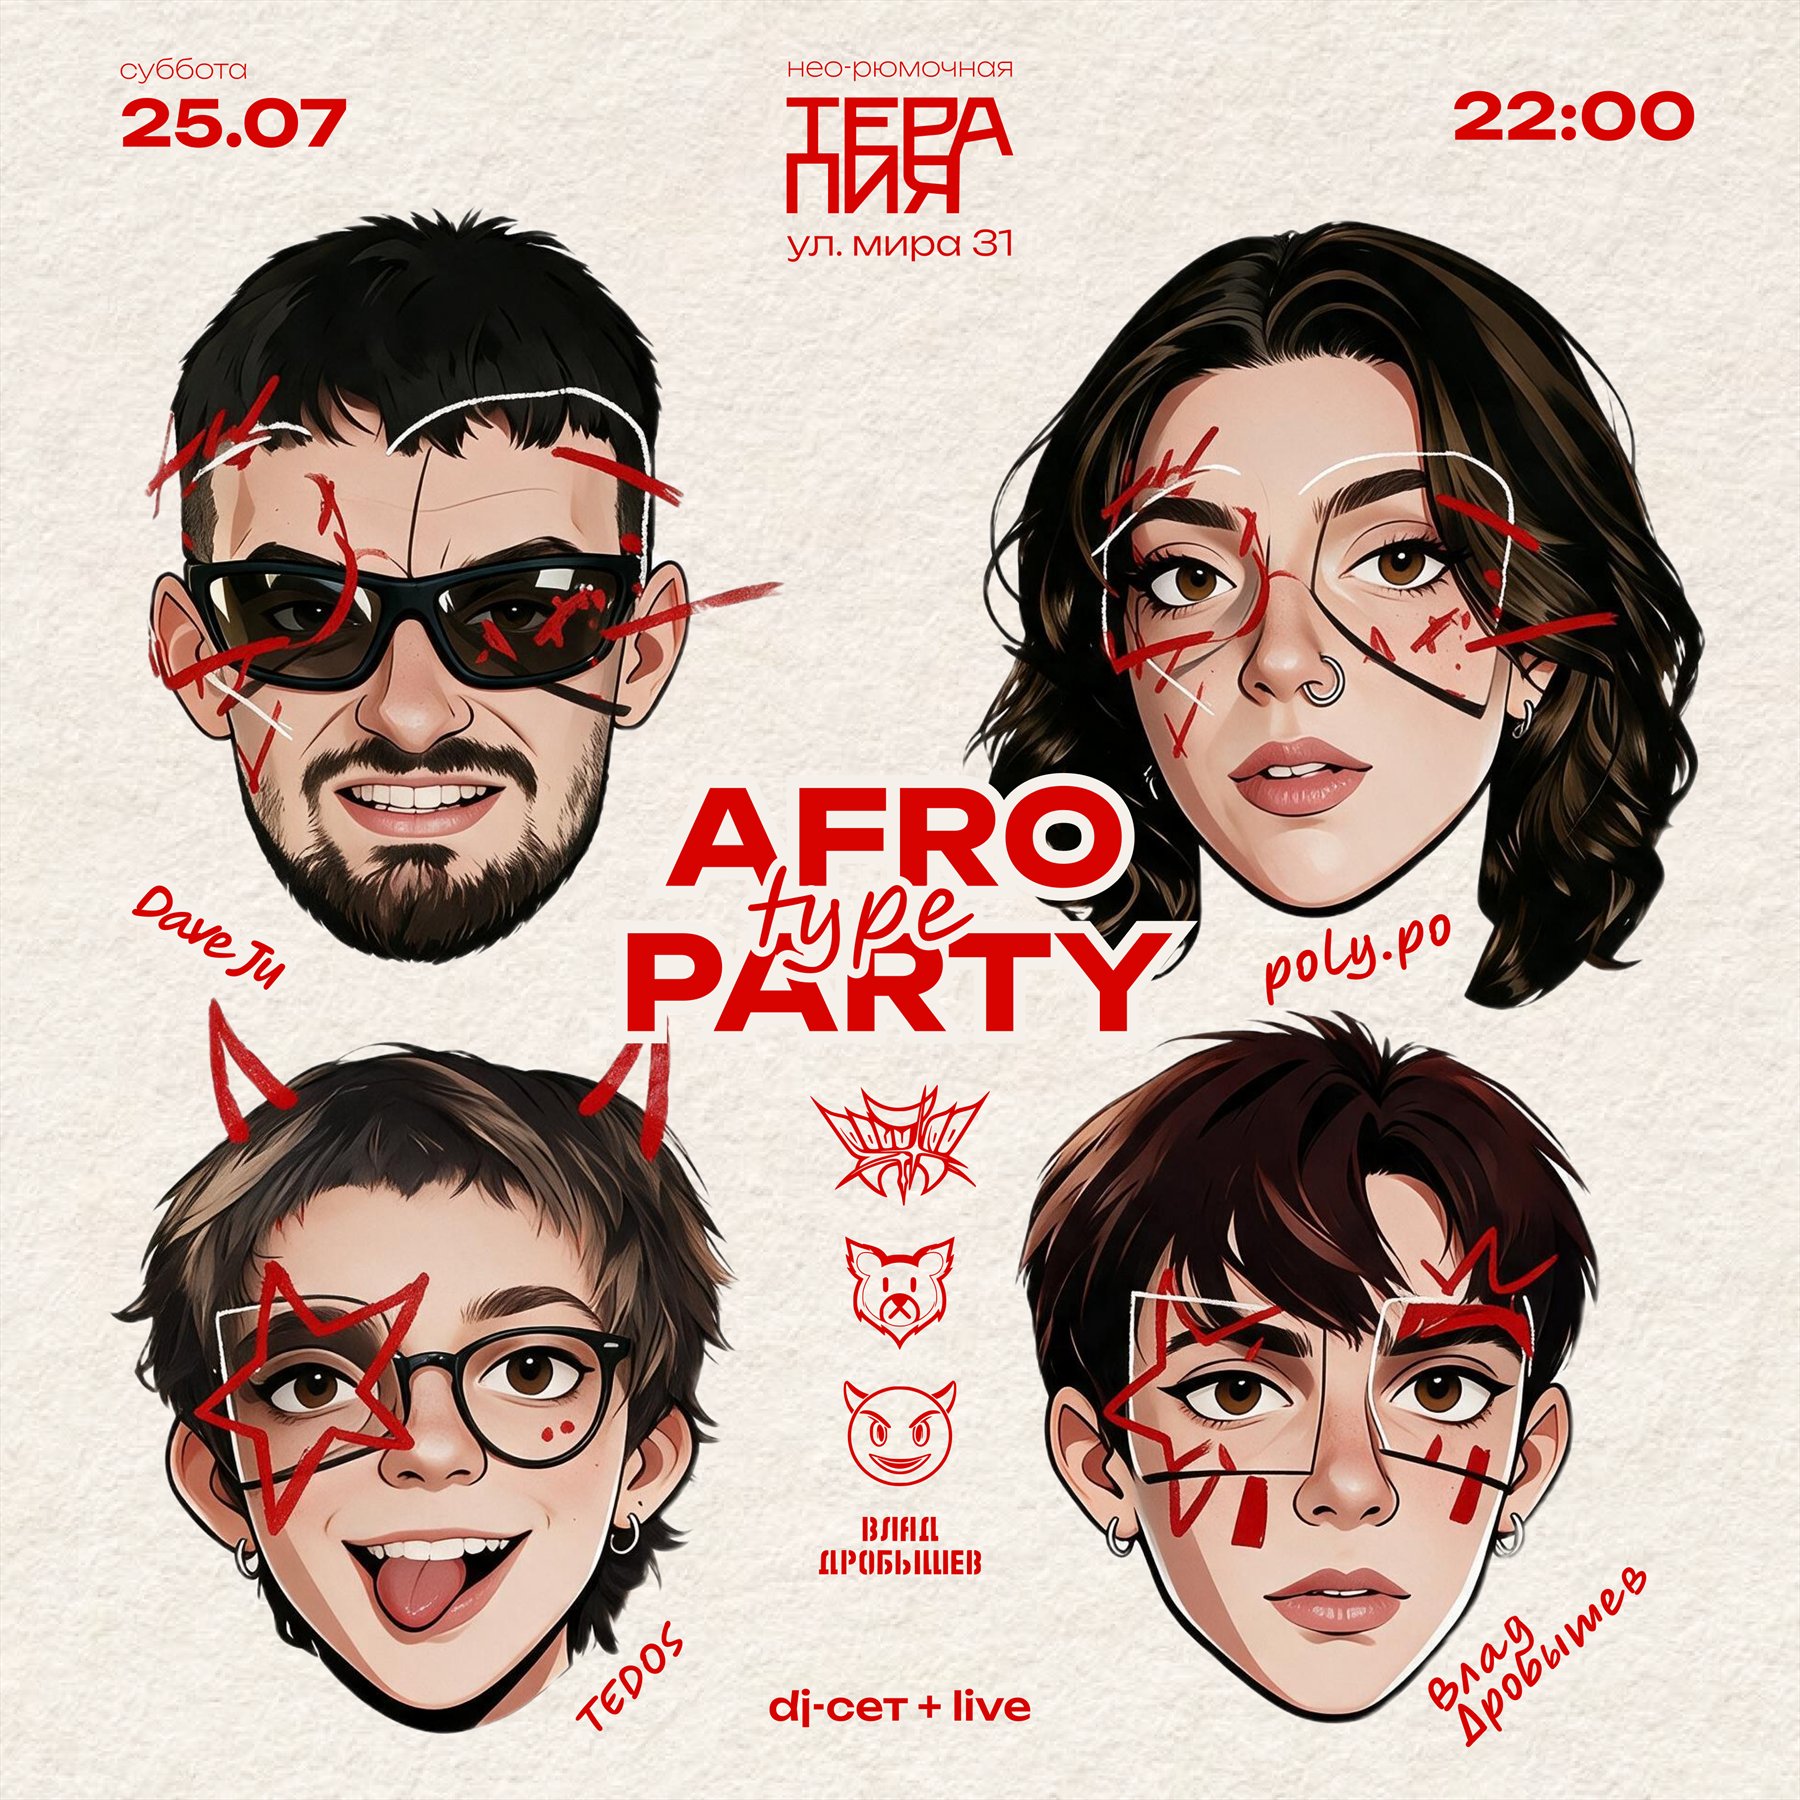 суббота
25.07
нео-рюмочная
ТЕРА
ПИЯ
ул. мира 31
22:00
AFRO
type
PARTY
Dave Ju
poly.po
ВЛАД
ДРОБЫШЕВ
TEDOS
Влад
Дробышев
dj-сет + live